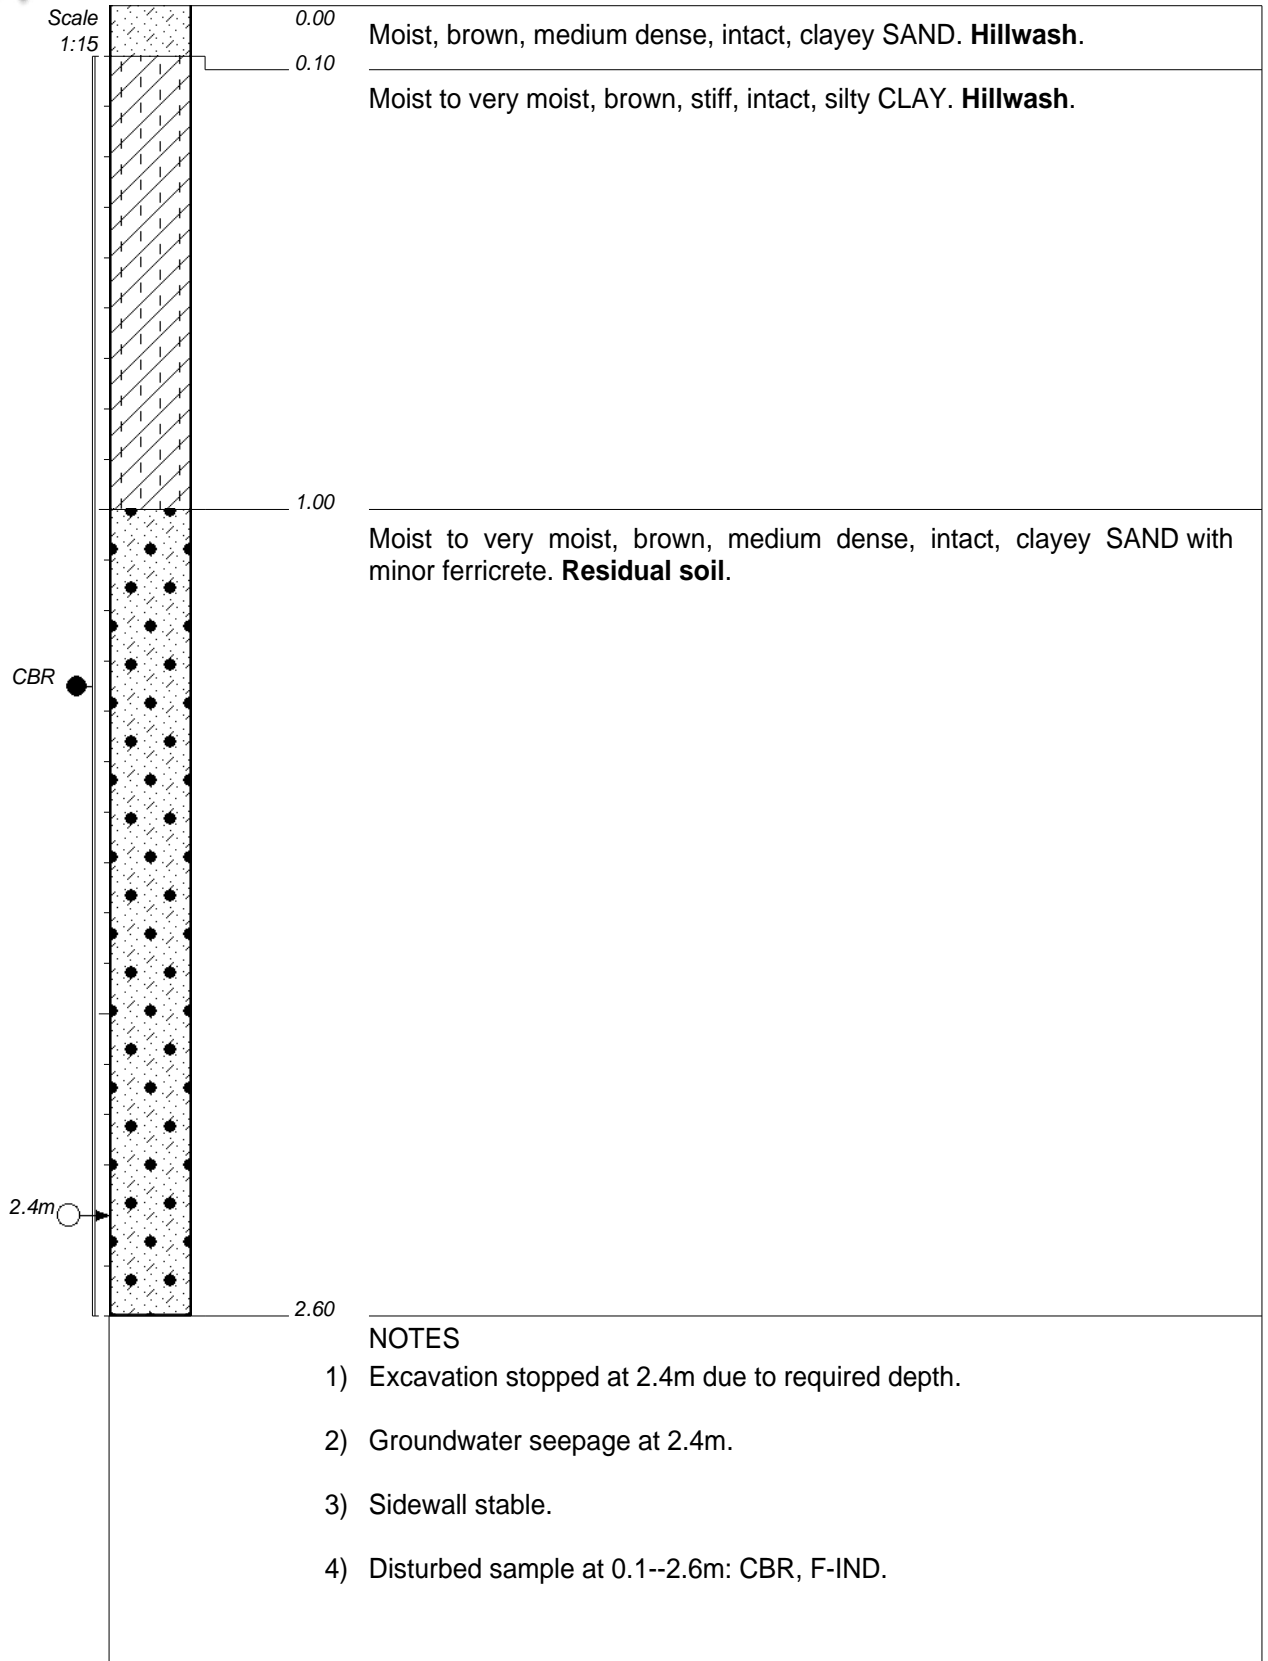 Scale
1:15
0.00
Moist, brown, medium dense, intact, clayey SAND. Hillwash.
0.10
Moist to very moist, brown, stiff, intact, silty CLAY. Hillwash.
1.00
Moist to very moist, brown, medium dense, intact, clayey SAND with
minor ferricrete. Residual soil.
CBR
2.4m
2.60
NOTES
1) Excavation stopped at 2.4m due to required depth.
2) Groundwater seepage at 2.4m.
3) Sidewall stable.
4) Disturbed sample at 0.1--2.6m: CBR, F-IND.